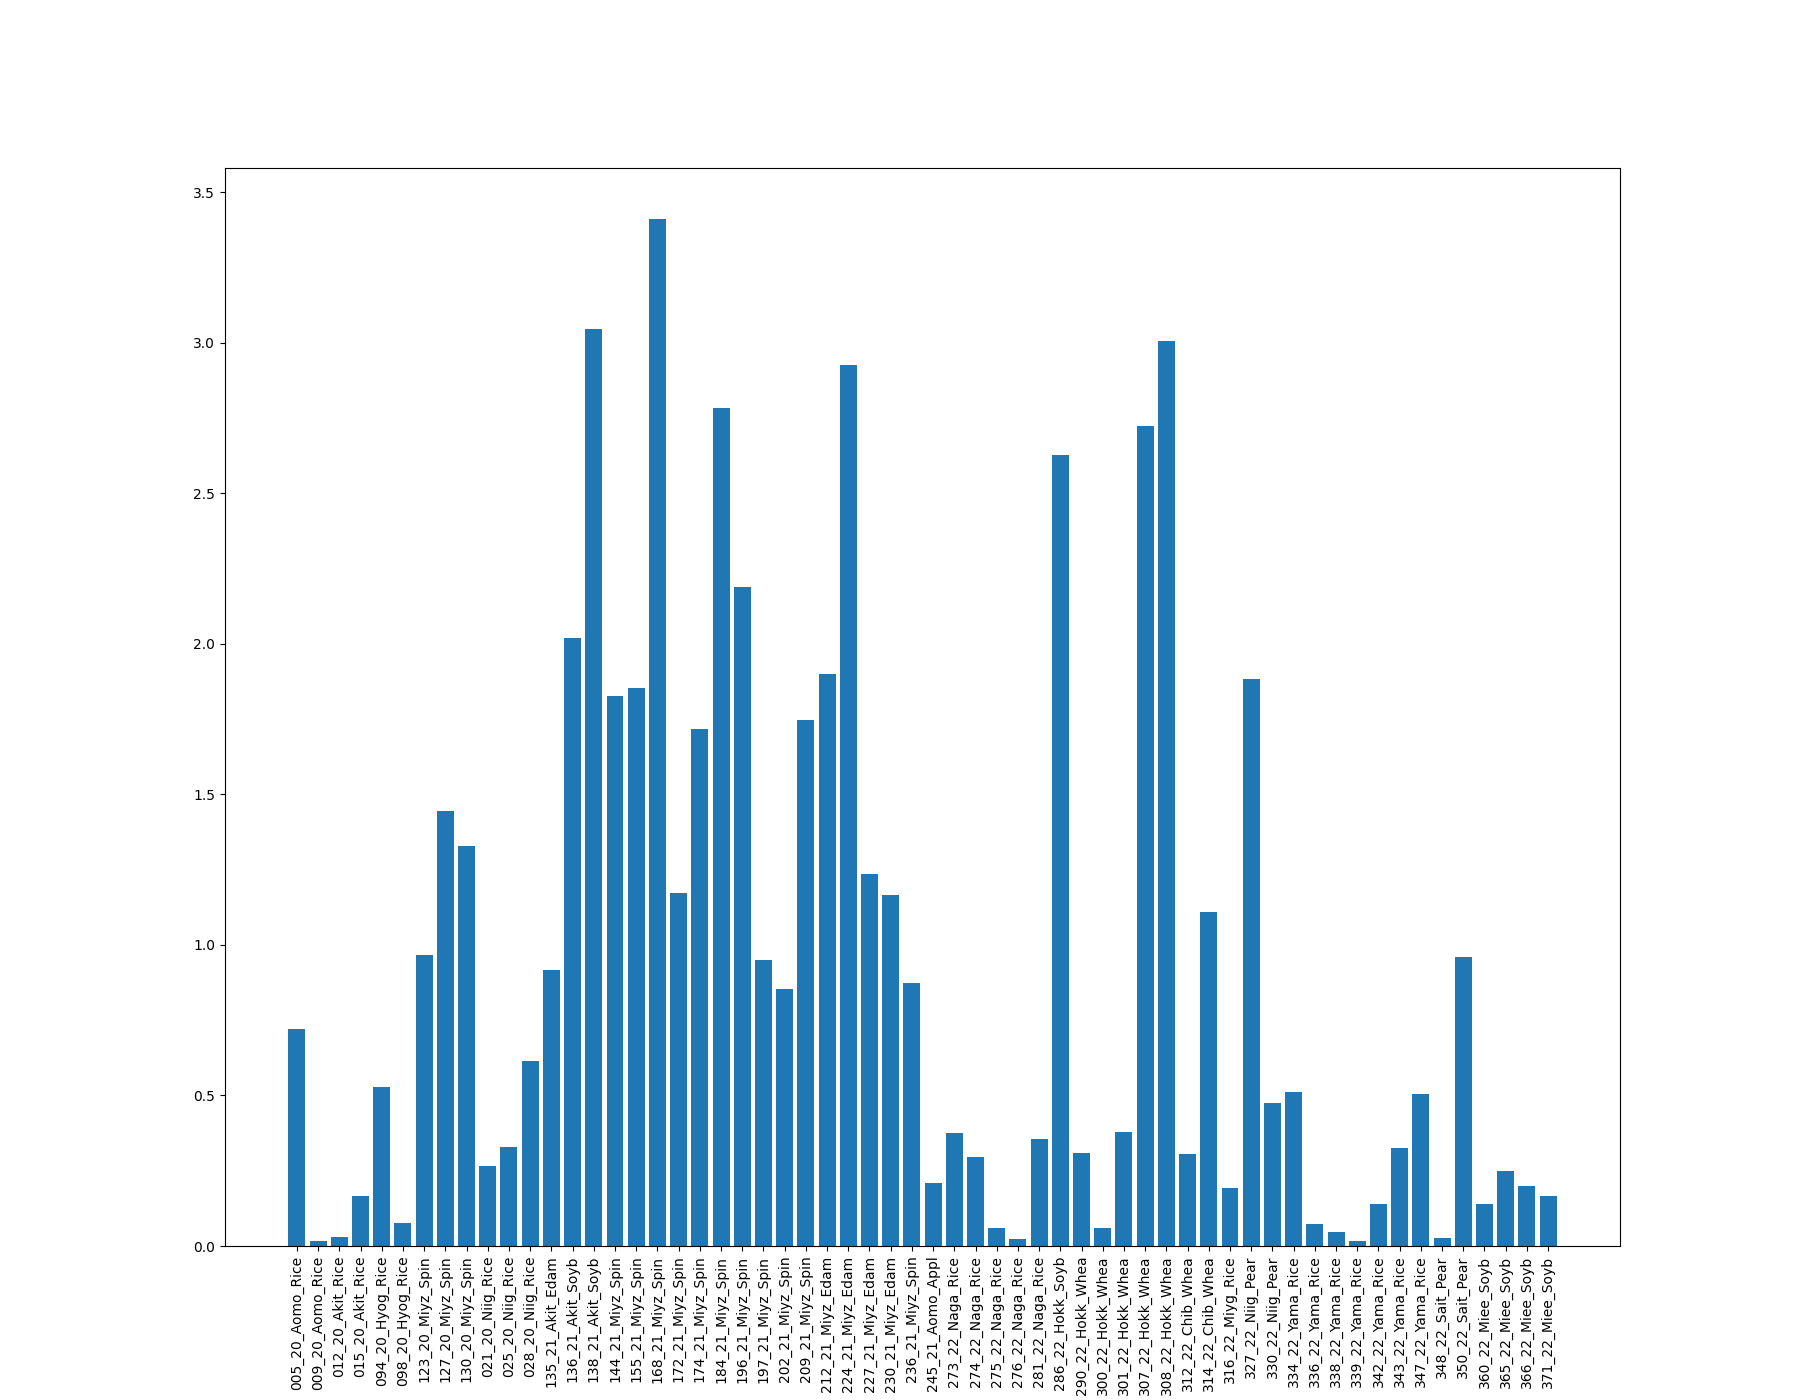 3.5
3.0
2.5
2.0
1.5
1.0
0.5
0.0
005_20_Aomo_Rice
009_20_Aomo_Rice
012_20_Akit_Rice
015_20_Akit_Rice
094_20_Hyog_Rice
098_20_Hyog_Rice
123_20_Miyz_Spin
127_20_Miyz_Spin
130_20_Miyz_Spin
021_20_Niig_Rice
025_20_Niig_Rice
028_20_Niig_Rice
135_21_Akit_Edam
136_21_Akit_Soyb
138_21_Akit_Soyb
144_21_Miyz_Spin
155_21_Miyz_Spin
168_21_Miyz_Spin
172_21_Miyz_Spin
174_21_Miyz_Spin
184_21_Miyz_Spin
196_21_Miyz_Spin
197_21_Miyz_Spin
202_21_Miyz_Spin
209_21_Miyz_Spin
212_21_Miyz_Edam
224_21_Miyz_Edam
227_21_Miyz_Edam
230_21_Miyz_Edam
236_21_Miyz_Spin
245_21_Aomo_Appl
273_22_Naga_Rice
274_22_Naga_Rice
275_22_Naga_Rice
276_22_Naga_Rice
281_22_Naga_Rice
286_22_Hokk_Soyb
290_22_Hokk_Whea
300_22_Hokk_Whea
301_22_Hokk_Whea
307_22_Hokk_Whea
308_22_Hokk_Whea
312_22_Chib_Whea
314_22_Chib_Whea
316_22_Miyg_Rice
327_22_Niig_Pear
330_22_Niig_Pear
334_22_Yama_Rice
336_22_Yama_Rice
338_22_Yama_Rice
339_22_Yama_Rice
342_22_Yama_Rice
343_22_Yama_Rice
347_22_Yama_Rice
348_22_Sait_Pear
350_22_Sait_Pear
360_22_Miee_Soyb
365_22_Miee_Soyb
366_22_Miee_Soyb
371_22_Miee_Soyb